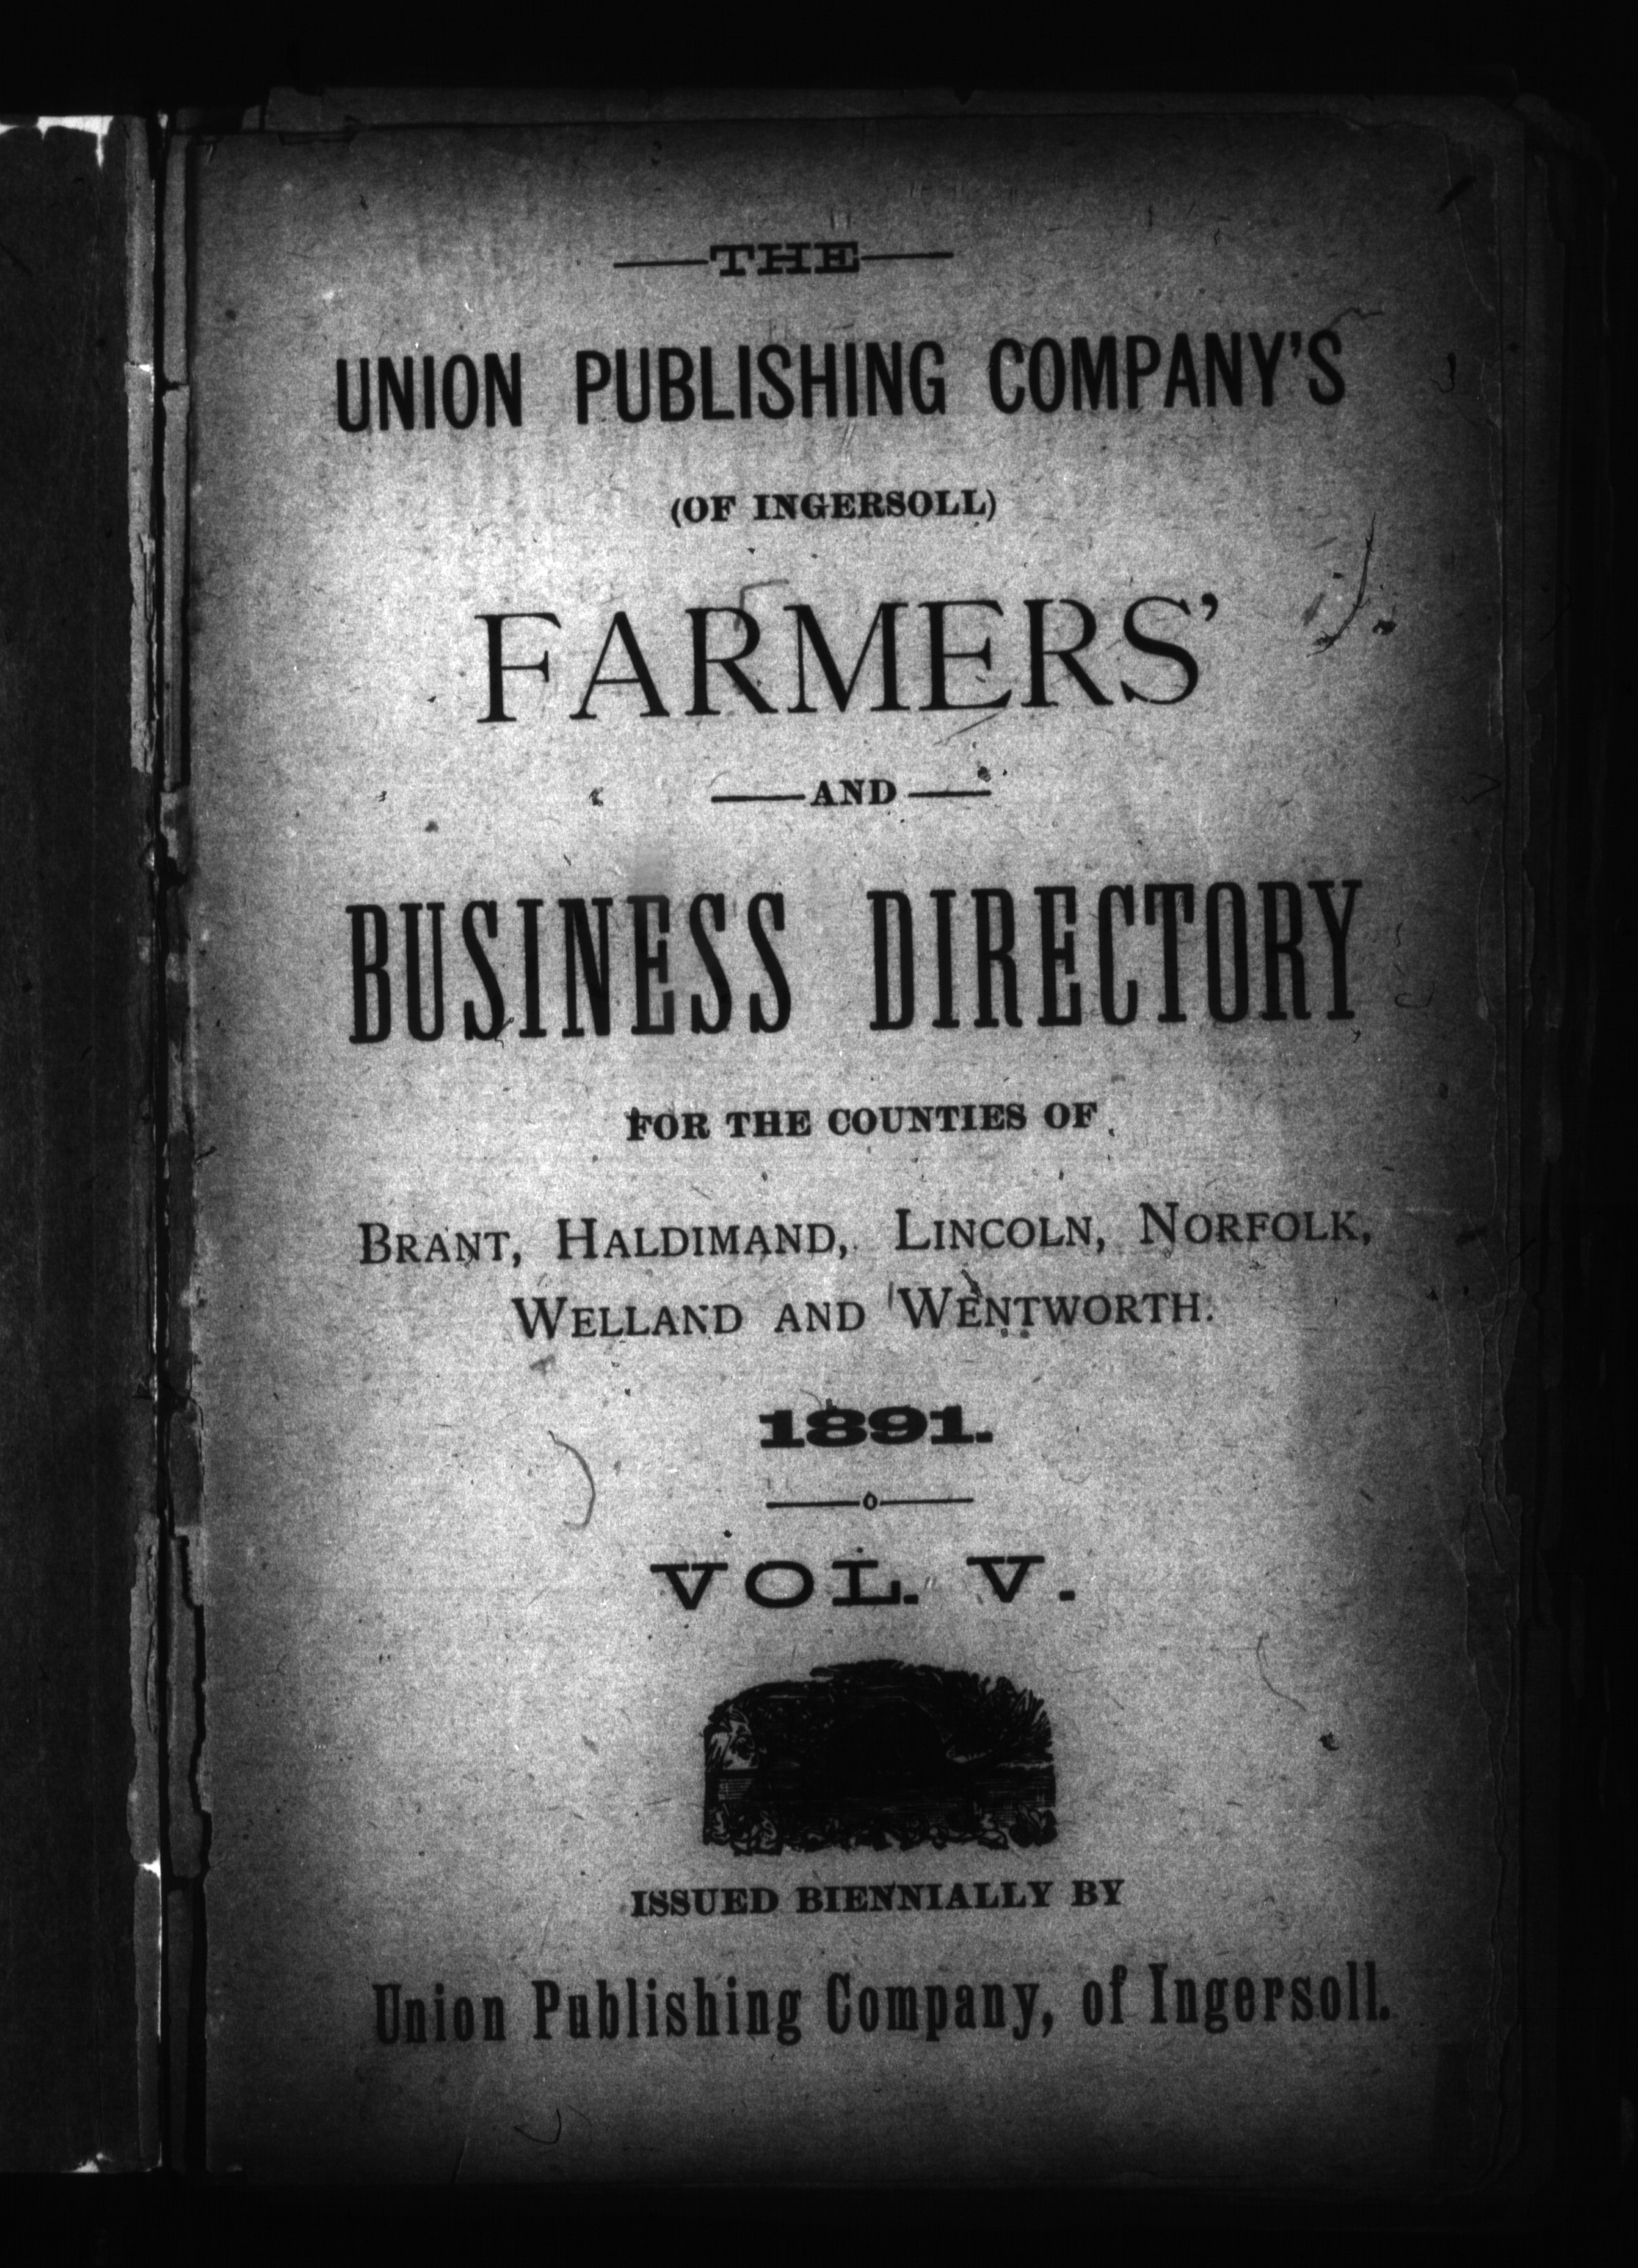 THE
UNION PUBLISHING COMPANY'S
(OF INGERSOLL)
FARMERS'
AND
BUSINESS DIRECTORY
FOR THE COUNTIES OF
BRANT, HALDIMAND, LINCOLN, NORFOLK,
WELLAND AND WENTWORTH.
1891.
VOL. V.
ISSUED BIENNIALLY BY
Union Publishing Company, of Ingersoll.